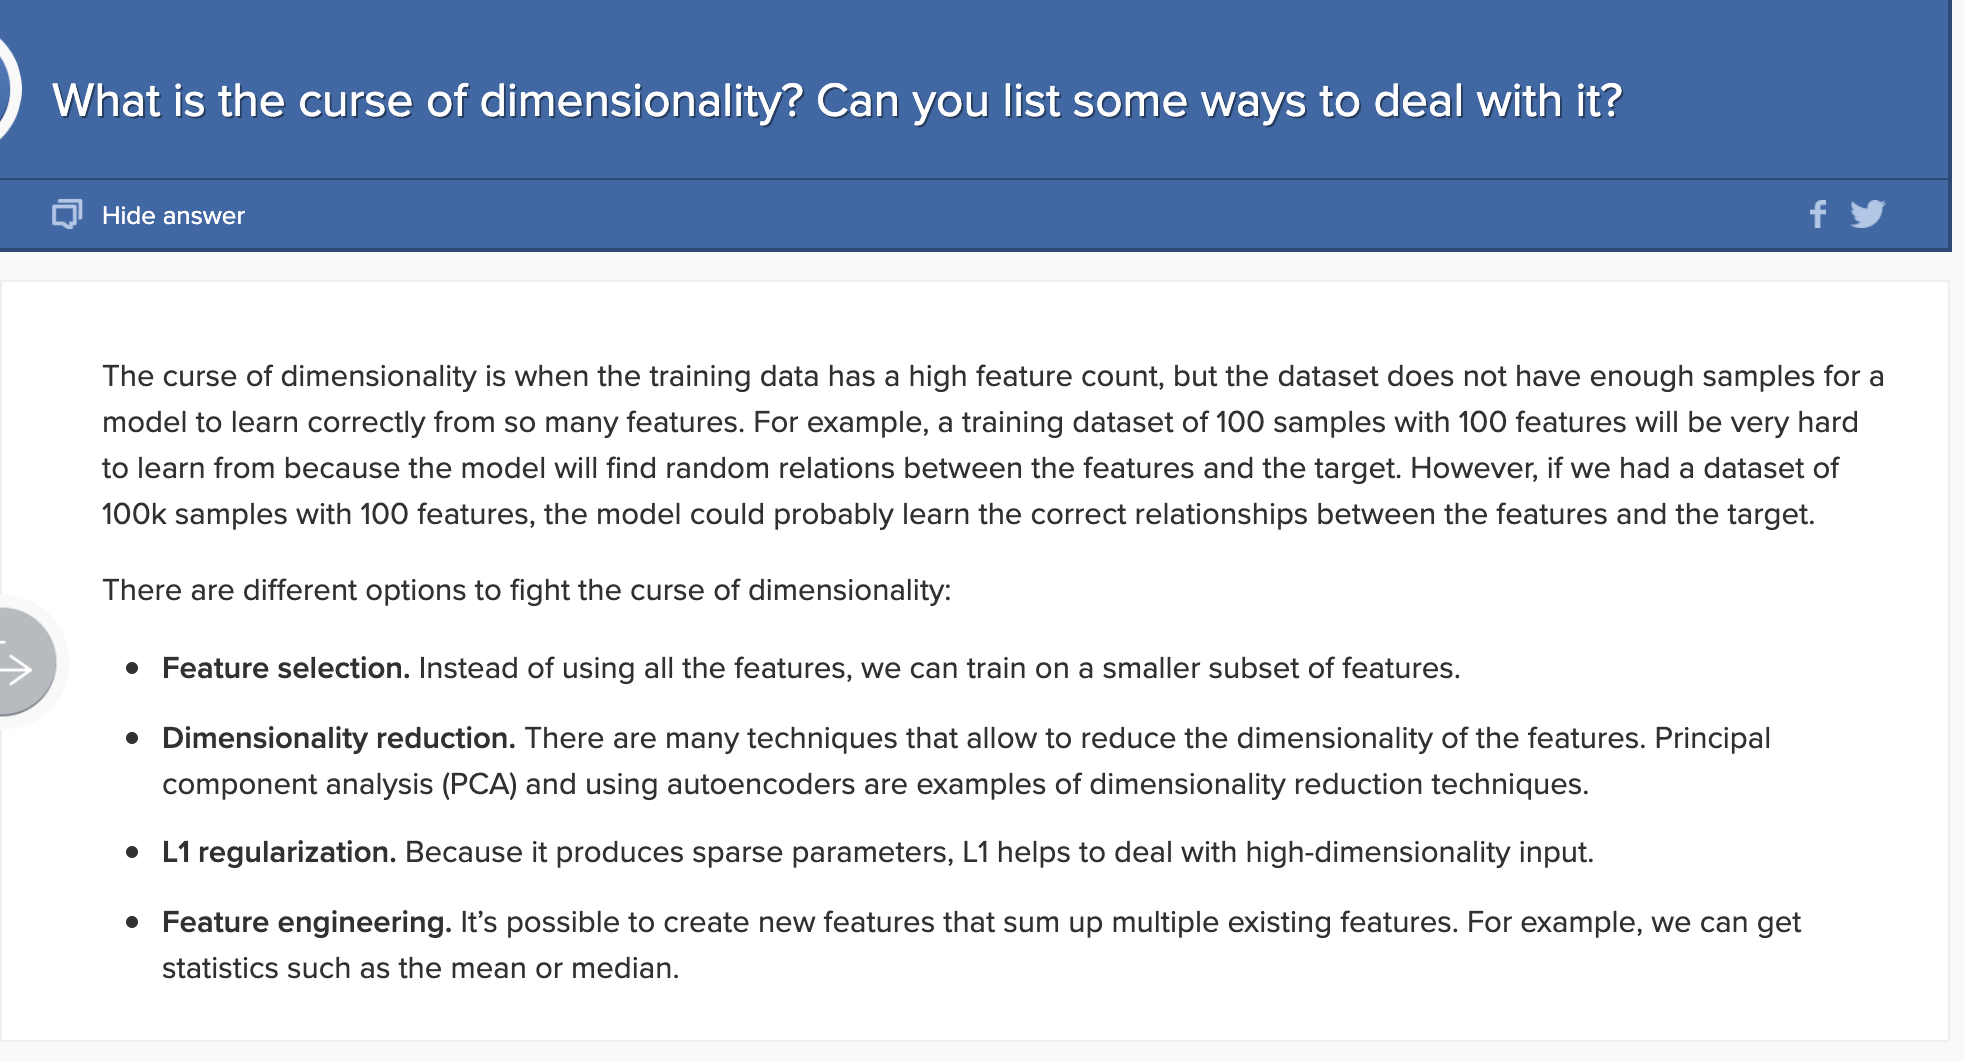 What is the curse of dimensionality? Can you list some ways to deal with it?
Hide answer
The curse of dimensionality is when the training data has a high feature count, but the dataset does not have enough samples for a
model to learn correctly from so many features. For example, a training dataset of 100 samples with 100 features will be very hard
to learn from because the model will find random relations between the features and the target. However, if we had a dataset of
100k samples with 100 features, the model could probably learn the correct relationships between the features and the target.
There are different options to fight the curse of dimensionality:
• Feature selection. Instead of using all the features, we can train on a smaller subset of features.
• Dimensionality reduction. There are many techniques that allow to reduce the dimensionality of the features. Principal
component analysis (PCA) and using autoencoders are examples of dimensionality reduction techniques.
• L1 regularization. Because it produces sparse parameters, L1 helps to deal with high-dimensionality input.
• Feature engineering. It’s possible to create new features that sum up multiple existing features. For example, we can get
statistics such as the mean or median.